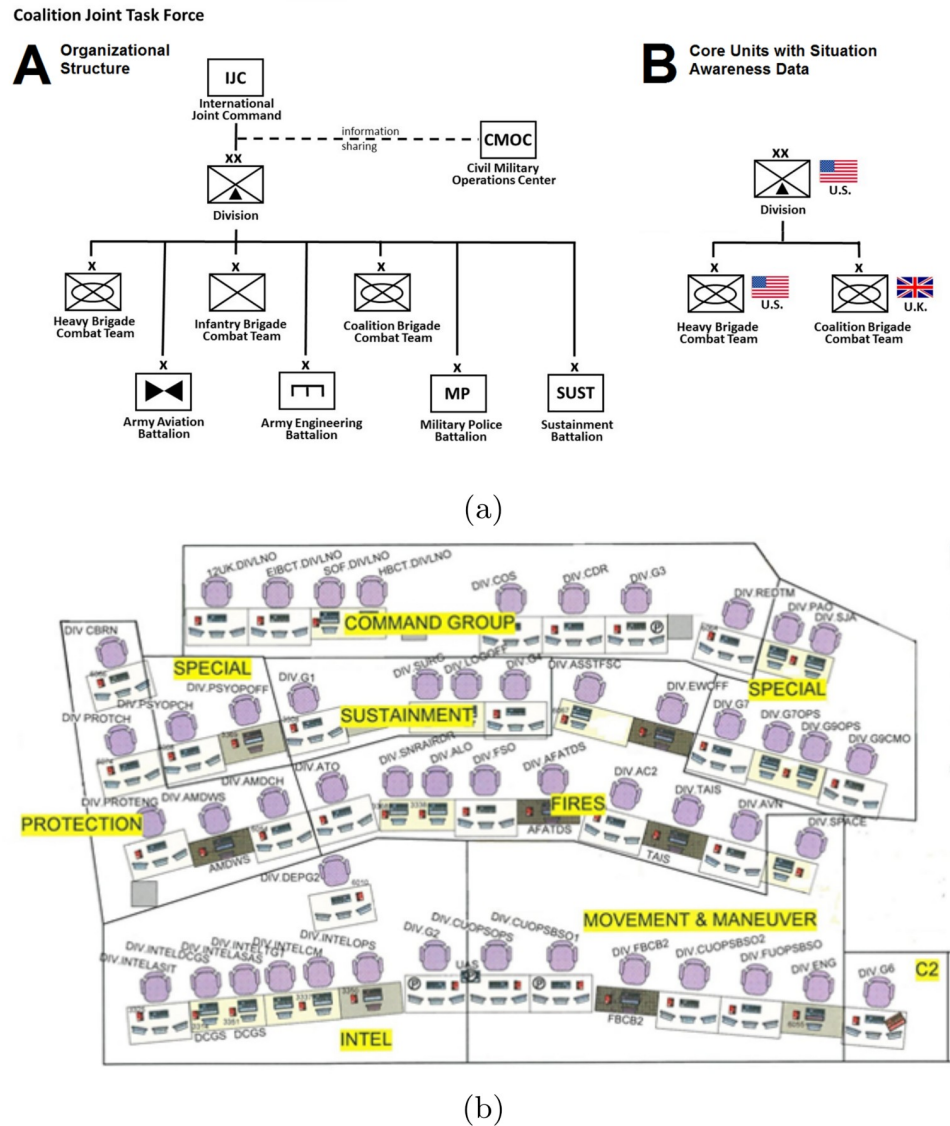 Coalition Joint Task Force
A Organizational
Structure
IJC
International
Joint Command
information
sharing
CMOC
Civil Military
Operations Center
XX
Division
X
Heavy Brigade
Combat Team
X
Infantry Brigade
Combat Team
X
Coalition Brigade
Combat Team
X
Army Aviation
Battalion
X
Army Engineering
Battalion
X
MP
Military Police
Battalion
X
SUST
Sustainment
Battalion
B Core Units with Situation
Awareness Data
XX
U.S.
Division
X
U.S.
Heavy Brigade
Combat Team
X
U.K.
Coalition Brigade
Combat Team
(a)
12UK.DIVLNO
EIBCT.DIVLNO
SOF.DIVLNO
HBCT.DIVLNO
DIV.COS
DIV.CDR
DIV.G3
COMMAND GROUP
DIV.REDTM
DIV.PAO
DIV.SJA
SPECIAL
DIV CBRN
SPECIAL
DIV.PSYOPCH
DIV.PSYOPOFF
DIV.G1
DIV.SURG
DIV.LOGOFF
DIV.G4
SUSTAINMENT
DIV.ASSTFSC
DIV.EWOFF
DIV.G7
DIV.G7OPS
DIV.G9OPS
DIV.G9CMO
DIV PROTCH
DIV.PROTENG
PROTECTION
DIV.AMDWS
AMDWS
DIV.AMDCH
DIV.ATO
DIV.SNRAIRDR
DIV.ALO
DIV.FSO
DIV.AFATDS
AFATDS
FIRES
DIV.AC2
DIV.TAIS
TAIS
DIV.AVN
DIV.SPACE
DIV.DEPG2
6010
MOVEMENT & MANEUVER
DIV.INTELASIT
DIV.INTELDCGS
DIV.INTELASAS
DIV.INTELTGT
DIV.INTELCM
DIV.INTELOPS
DCGS
DCGS
3350
INTEL
DIV.G2
UAS
DIV.CUOPSOPS
DIV.CUOPSBSO1
DIV.FBCB2
FBCB2
DIV.CUOPSBSO2
DIV.FUOPSBSO
DIV.ENG
DIV.G6
C2
(b)